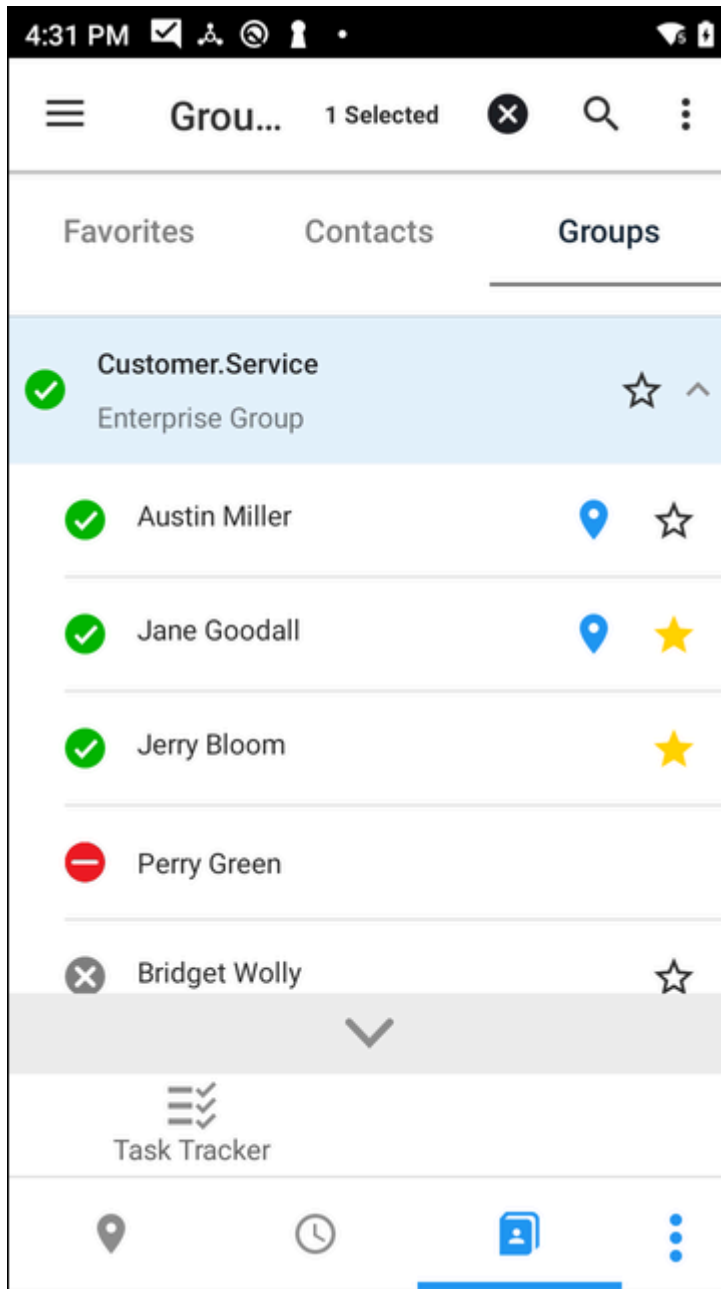 4:31 PM
Grou... 1 Selected
Favorites Contacts Groups
Customer.Service
Enterprise Group
Austin Miller
Jane Goodall
Jerry Bloom
Perry Green
Bridget Wolly
Task Tracker